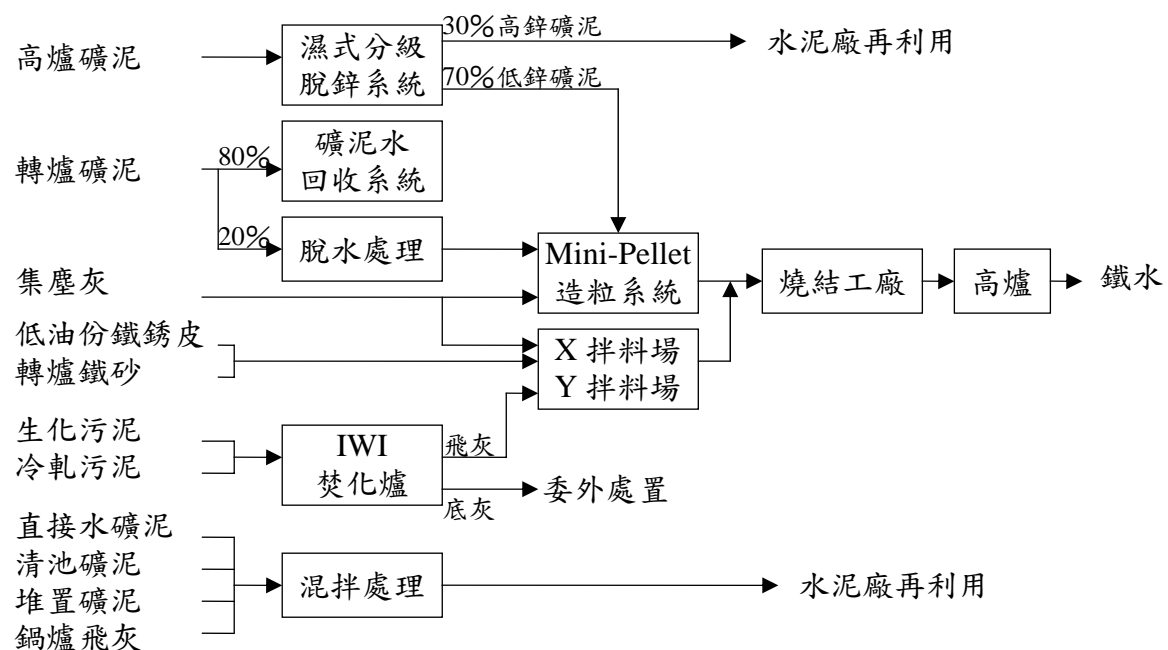 高爐礦泥
濕式分級
脫鋅系統
30%高鋅礦泥
水泥廠再利用
70%低鋅礦泥
轉爐礦泥
80%
礦泥水
回收系統
20%
脫水處理
集塵灰
Mini-Pellet
造粒系統
燒結工廠
高爐
鐵水
低油份鐵銹皮
轉爐鐵砂
X 拌料場
Y 拌料場
生化污泥
冷軋污泥
IWI
焚化爐
飛灰
底灰
委外處置
直接水礦泥
清池礦泥
堆置礦泥
鍋爐飛灰
混拌處理
水泥廠再利用